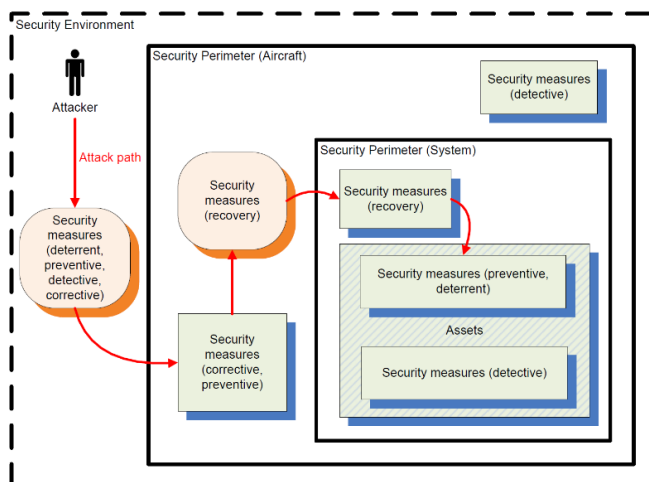 Security Environment
Security Perimeter (Aircraft)
Security measures
(detective)
Attacker
Attack path
Security Perimeter (System)
Security
measures
(recovery)
Security measures
(recovery)
Security
measures
(deterrent,
preventive,
detective,
corrective)
Security measures (preventive,
deterrent)
Assets
Security
measures
(corrective,
preventive)
Security measures (detective)